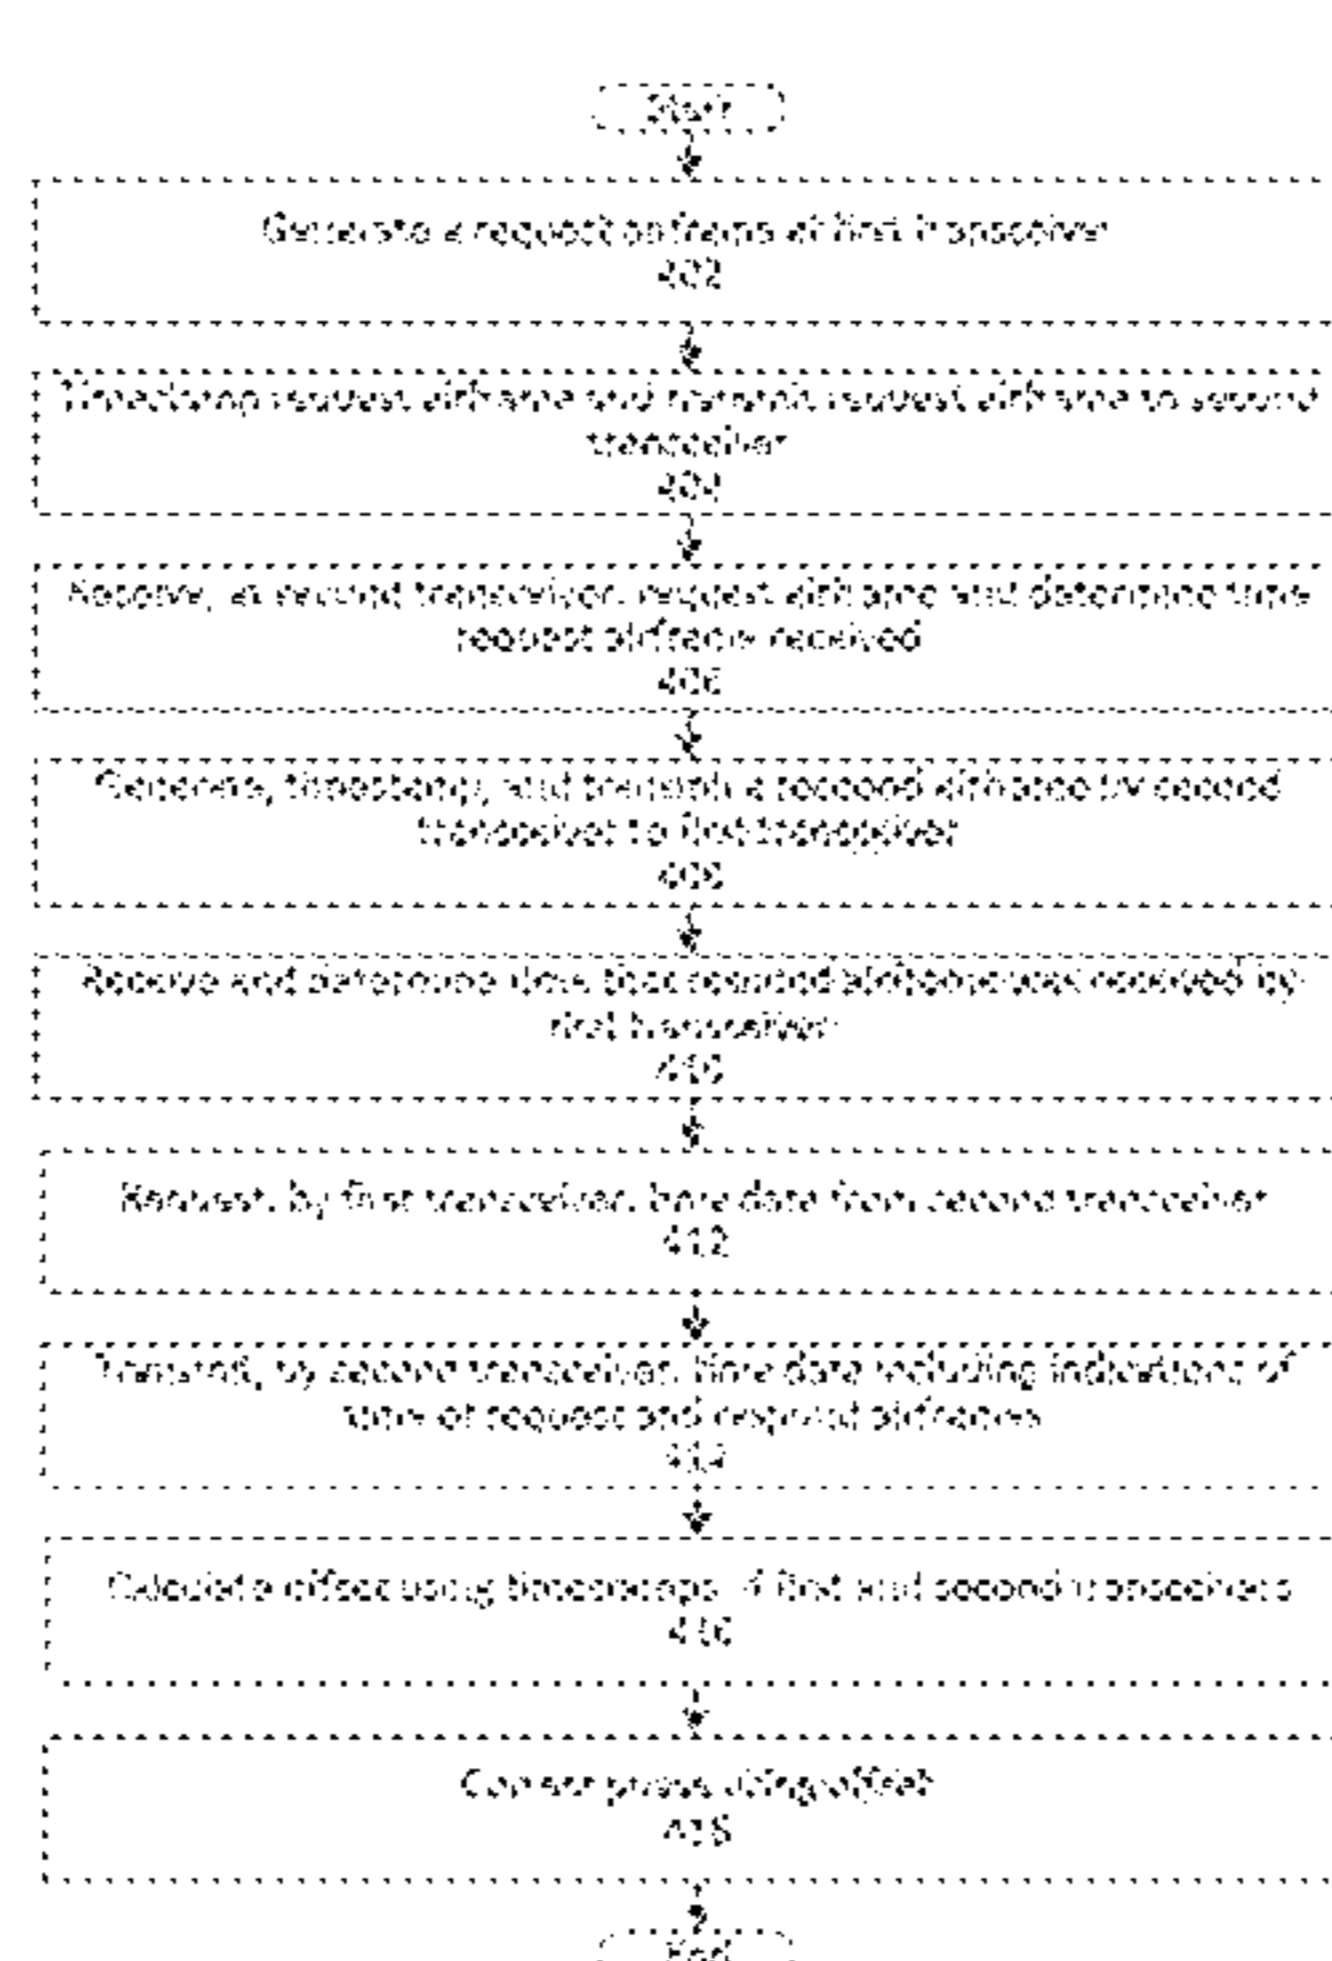 Start
Generate a request airframe at first transceiver
402
Timestamp request airframe and transmit request airframe to second
transceiver
404
Receive, at second transceiver, request airframe and determine time
request airframe received
406
Generate, timestamp, and transmit a respond airframe by second
transceiver to first transceiver
408
Receive and determine time that respond airframe was received by
first transceiver
410
Request, by first transceiver, time data from second transceiver
412
Transmit, by second transceiver, time data including indications of
time of request and respond airframes
414
Calculate offset using timestamps of first and second transceivers
416
using offset
418
End